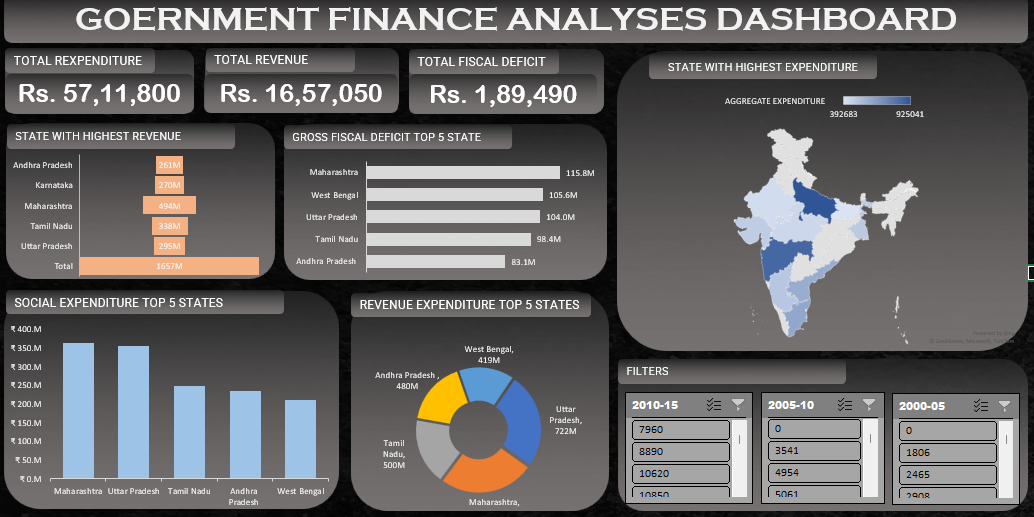 GOERNMENT FINANCE ANALYSES DASHBOARD
TOTAL REXPENDITURE
Rs. 57,11,800
TOTAL REVENUE
Rs. 16,57,050
TOTAL FISCAL DEFICIT
Rs. 1,89,490
STATE WITH HIGHEST REVENUE
Andhra Pradesh 261M
Karnataka 270M
Maharashtra 494M
Tamil Nadu 338M
Uttar Pradesh 295M
Total 1657M
GROSS FISCAL DEFICIT TOP 5 STATE
Maharashtra 115.8M
West Bengal 105.6M
Uttar Pradesh 104.0M
Tamil Nadu 98.4M
Andhra Pradesh 83.1M
STATE WITH HIGHEST EXPENDITURE
AGGREGATE EXPENDITURE
392683 925041
Powered by Bing
SOCIAL EXPENDITURE TOP 5 STATES
₹ 400.M
₹ 350.M
₹ 300.M
₹ 250.M
₹ 200.M
₹ 150.M
₹ 100.M
₹ 50.M
₹ 0.M
Maharashtra Uttar Pradesh Tamil Nadu Andhra West Bengal
Pradesh
REVENUE EXPENDITURE TOP 5 STATES
West Bengal,
419M
Andhra Pradesh ,
480M
Uttar
Pradesh,
722M
Tamil
Nadu,
500M
Maharashtra,
FILTERS
2010-15
7960
8890
10620
10850
2005-10
0
3541
4954
5061
2000-05
0
1806
2465
2908